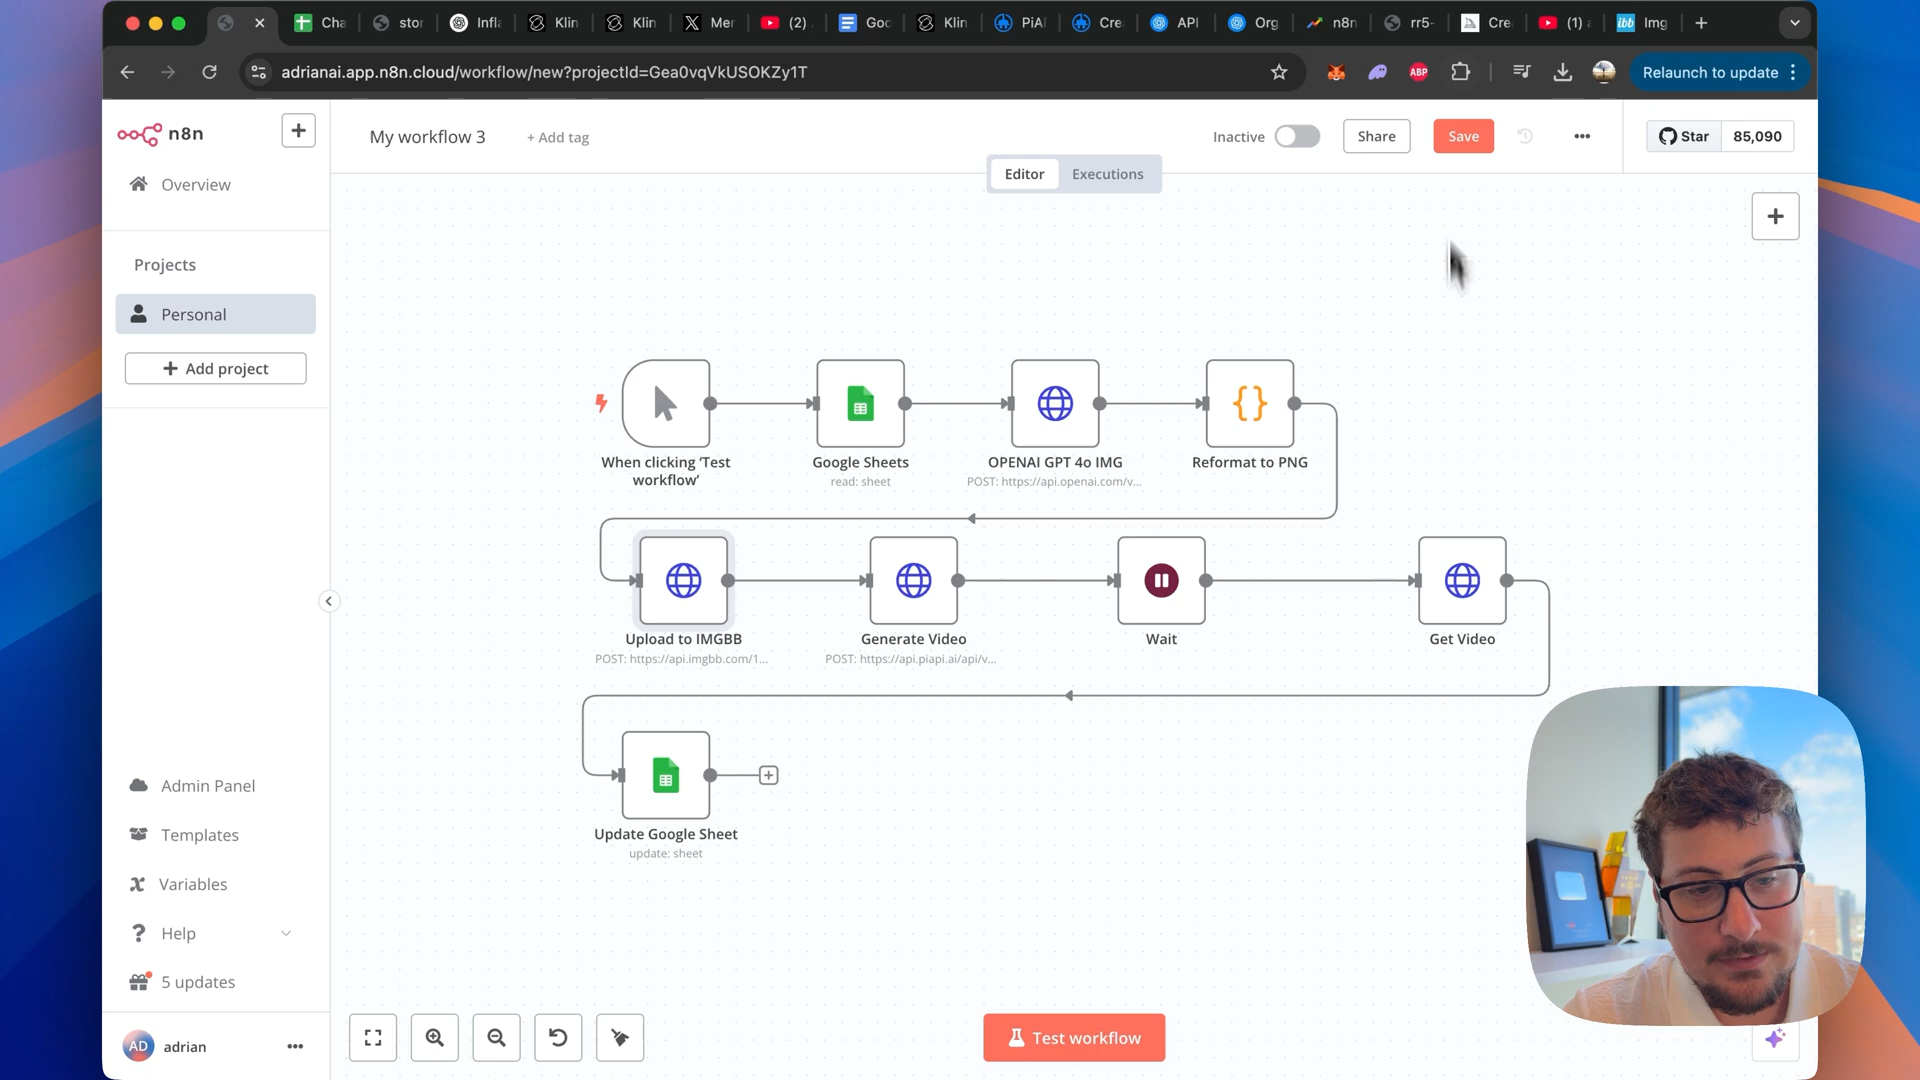 Cha
stor
Infla
Klin
Klin
Mer
(2)
Goo
Klin
PiAI
Cre
API
Org
n8n
rr5-
Cre
(1) a
ibb
Img
adrianai.app.n8n.cloud/workflow/new?projectId=Gea0vqVkUSOKZy1T
ABP
Relaunch to update
n8n
My workflow 3
+ Add tag
Inactive
Share
Save
Star
85,090
Editor
Executions
Overview
Projects
Personal
Add project
When clicking ‘Test
workflow’
Google Sheets
read: sheet
OPENAI GPT 4o IMG
POST: https://api.openai.com/v...
Reformat to PNG
Upload to IMGBB
POST: https://api.imgbb.com/1...
Generate Video
POST: https://api.piapi.ai/api/v...
Wait
Get Video
Update Google Sheet
update: sheet
Admin Panel
Templates
Variables
Help
5 updates
AD
adrian
Test workflow